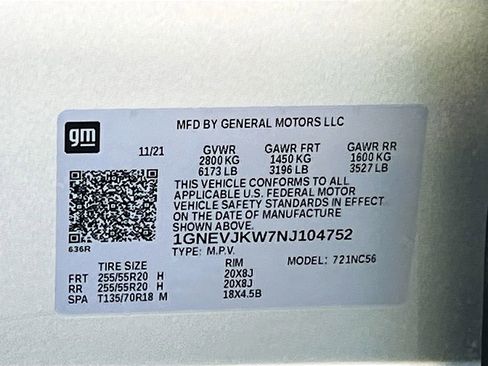 gm
MFD BY GENERAL MOTORS LLC
11/21 GVWR GAWR FRT GAWR RR
2800 KG 1450 KG 1600 KG
6173 LB 3196 LB 3527 LB
THIS VEHICLE CONFORMS TO ALL
APPLICABLE U.S. FEDERAL MOTOR
VEHICLE SAFETY STANDARDS IN EFFECT
ON THE DATE OF MANUFACTURE
SHOWN ABOVE.
1GNEVJKW7NJ104752
636R
TYPE: M.P.V. MODEL: 721NC56
TIRE SIZE RIM
FRT 255/55R20 H 20X8J
RR 255/55R20 H 20X8J
SPA T135/70R18 M 18X4.5B